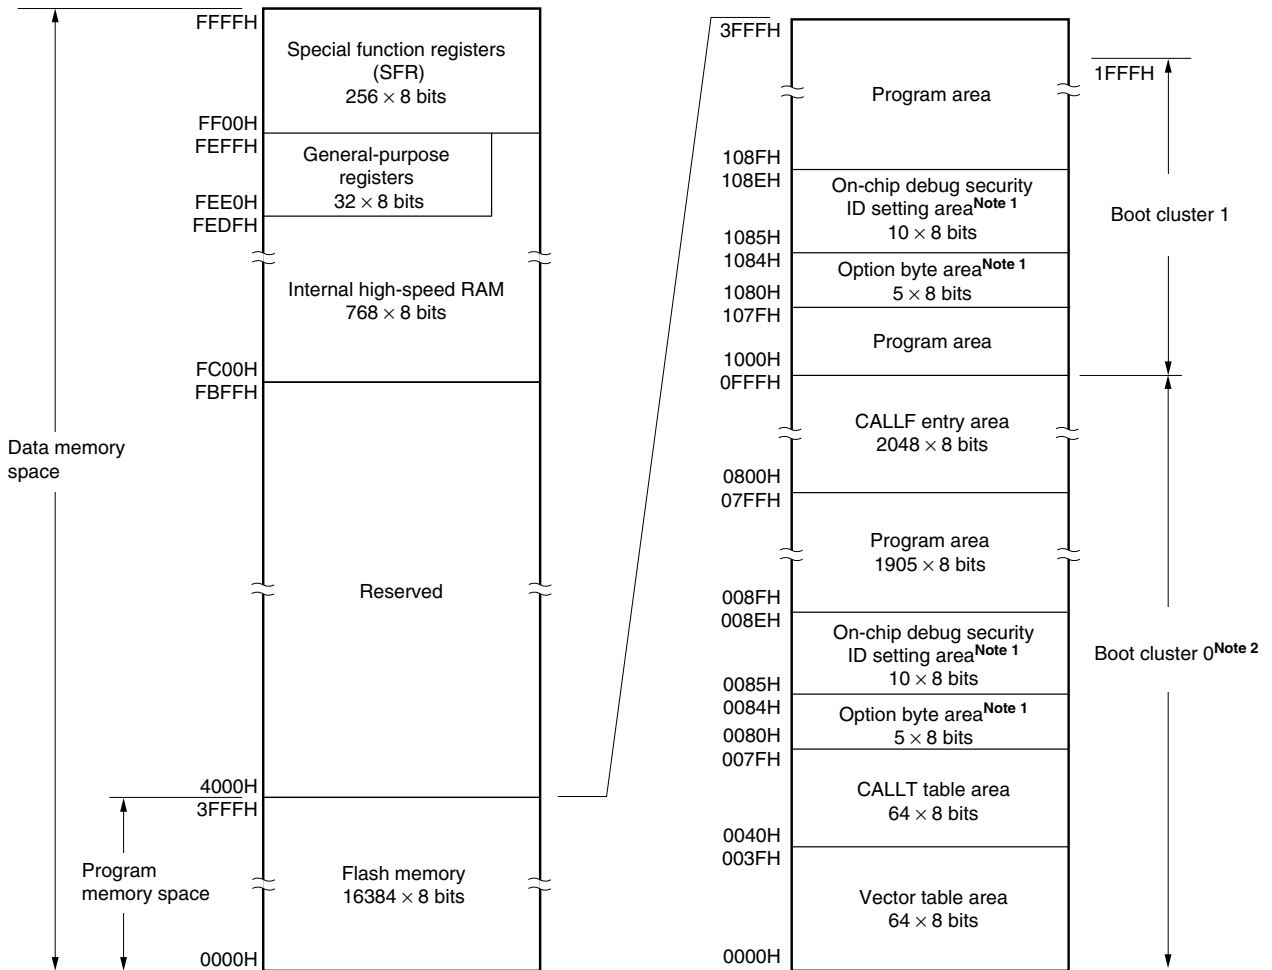 FFFFH
Special function registers
(SFR)
256 × 8 bits
FF00H
FEFFH
General-purpose
registers
32 × 8 bits
FEE0H
FEDFH
Internal high-speed RAM
768 × 8 bits
FC00H
FBFFH
Data memory
space
Reserved
4000H
3FFFH
Program
memory space
Flash memory
16384 × 8 bits
0000H
3FFFH
Program area
108FH
108EH
On-chip debug security
ID setting areaNote 1
10 × 8 bits
1085H
1084H
Option byte areaNote 1
5 × 8 bits
1080H
107FH
Program area
1000H
0FFFH
CALLF entry area
2048 × 8 bits
0800H
07FFH
Program area
1905 × 8 bits
008FH
008EH
On-chip debug security
ID setting areaNote 1
10 × 8 bits
0085H
0084H
Option byte areaNote 1
5 × 8 bits
0080H
007FH
CALLT table area
64 × 8 bits
0040H
003FH
Vector table area
64 × 8 bits
0000H
1FFFH
Boot cluster 1
Boot cluster 0Note 2